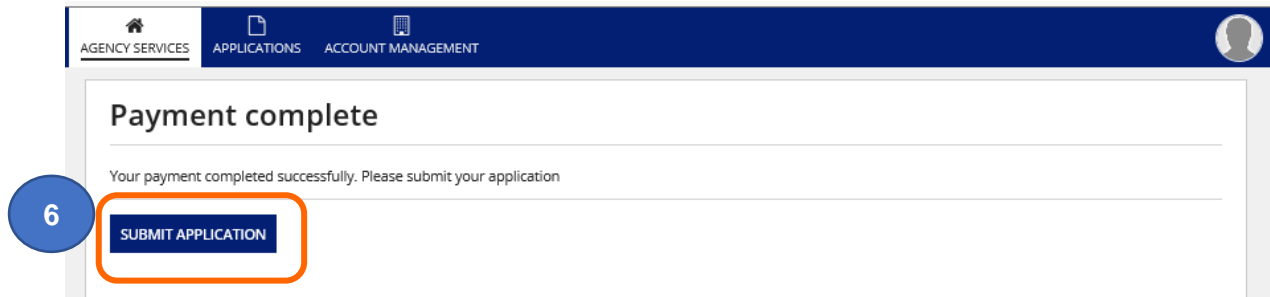 AGENCY SERVICES APPLICATIONS ACCOUNT MANAGEMENT
Payment complete
Your payment completed successfully. Please submit your application
6
SUBMIT APPLICATION